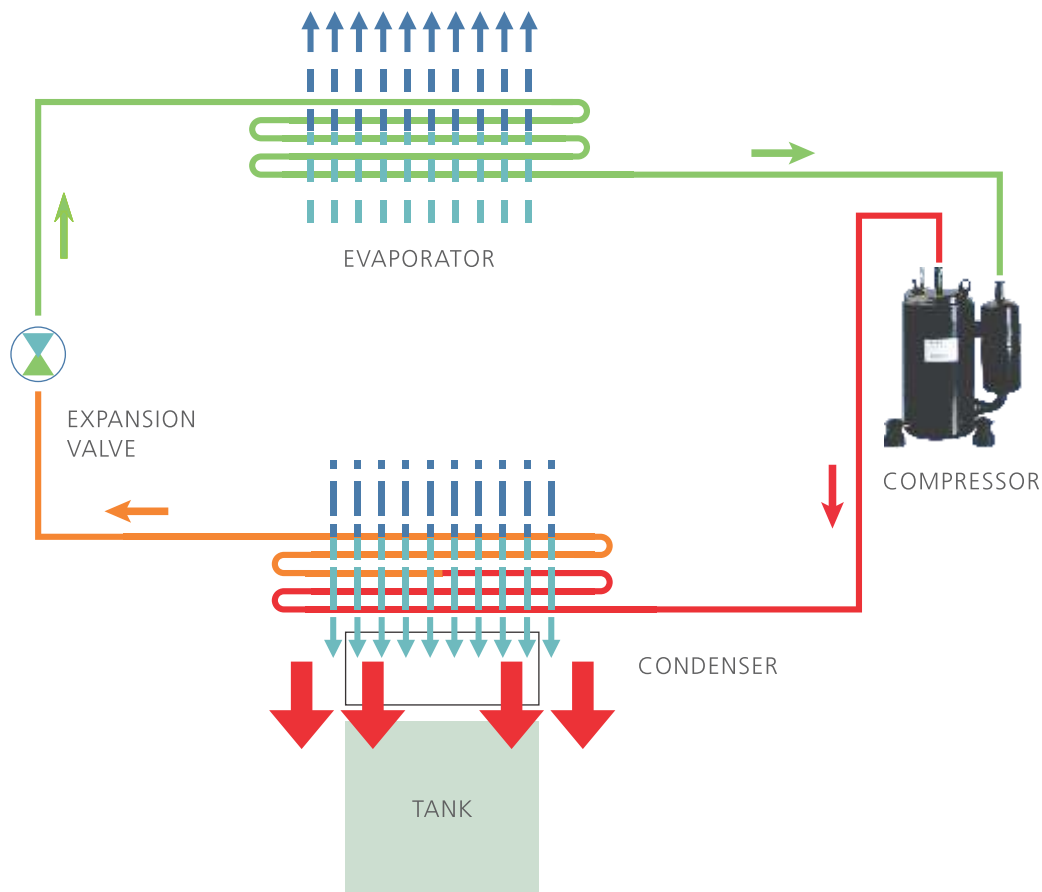 EVAPORATOR
EXPANSION
VALVE
COMPRESSOR
CONDENSER
TANK